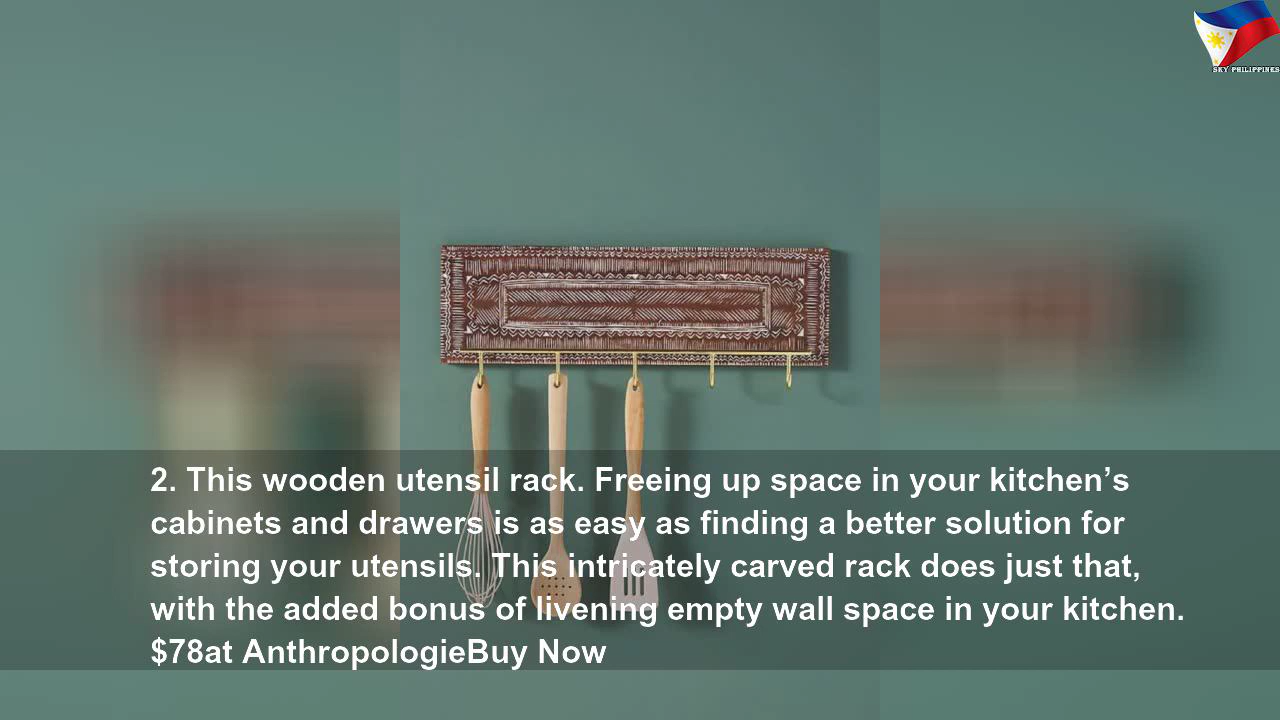 SKY PHILIPPINES
2. This wooden utensil rack. Freeing up space in your kitchen’s
cabinets and drawers is as easy as finding a better solution for
storing your utensils. This intricately carved rack does just that,
with the added bonus of livening empty wall space in your kitchen.
$78at AnthropologieBuy Now